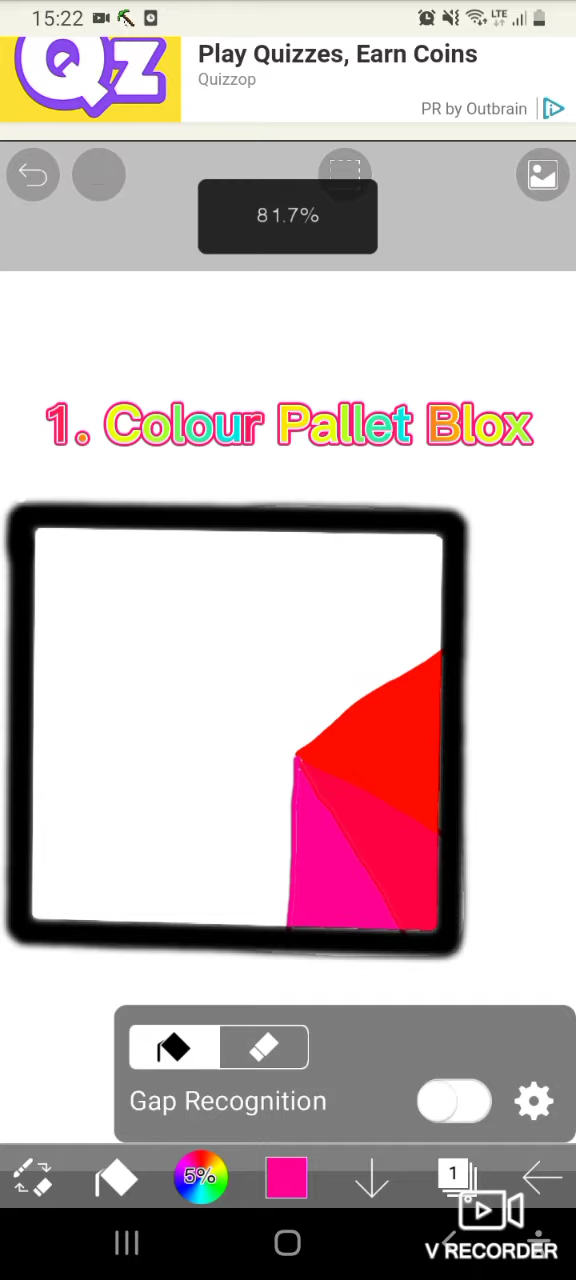 15:22 LTE
Qz
Play Quizzes, Earn Coins
Quizzop
PR by Outbrain
81.7%
1. Colour Pallet Blox
Gap Recognition
5%
1
V RECORDER